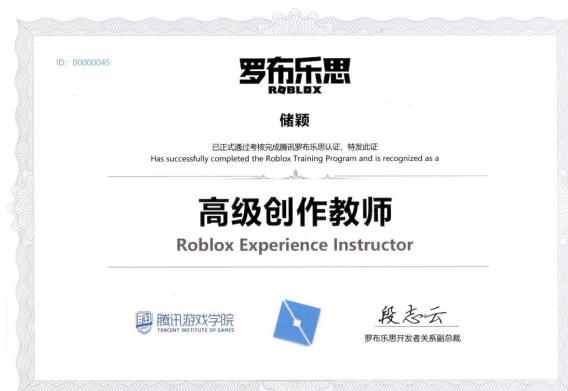 ID: 00000045
罗布乐思
ROBLOX
储颖
已正式通过考核完成腾讯罗布乐思认证，特发此证
Has successfully completed the Roblox Training Program and is recognized as a
高级创作教师
Roblox Experience Instructor
腾讯游戏学院
TENCENT INSTITUTE OF GAMES
段志云
罗布乐思开发者关系副总裁